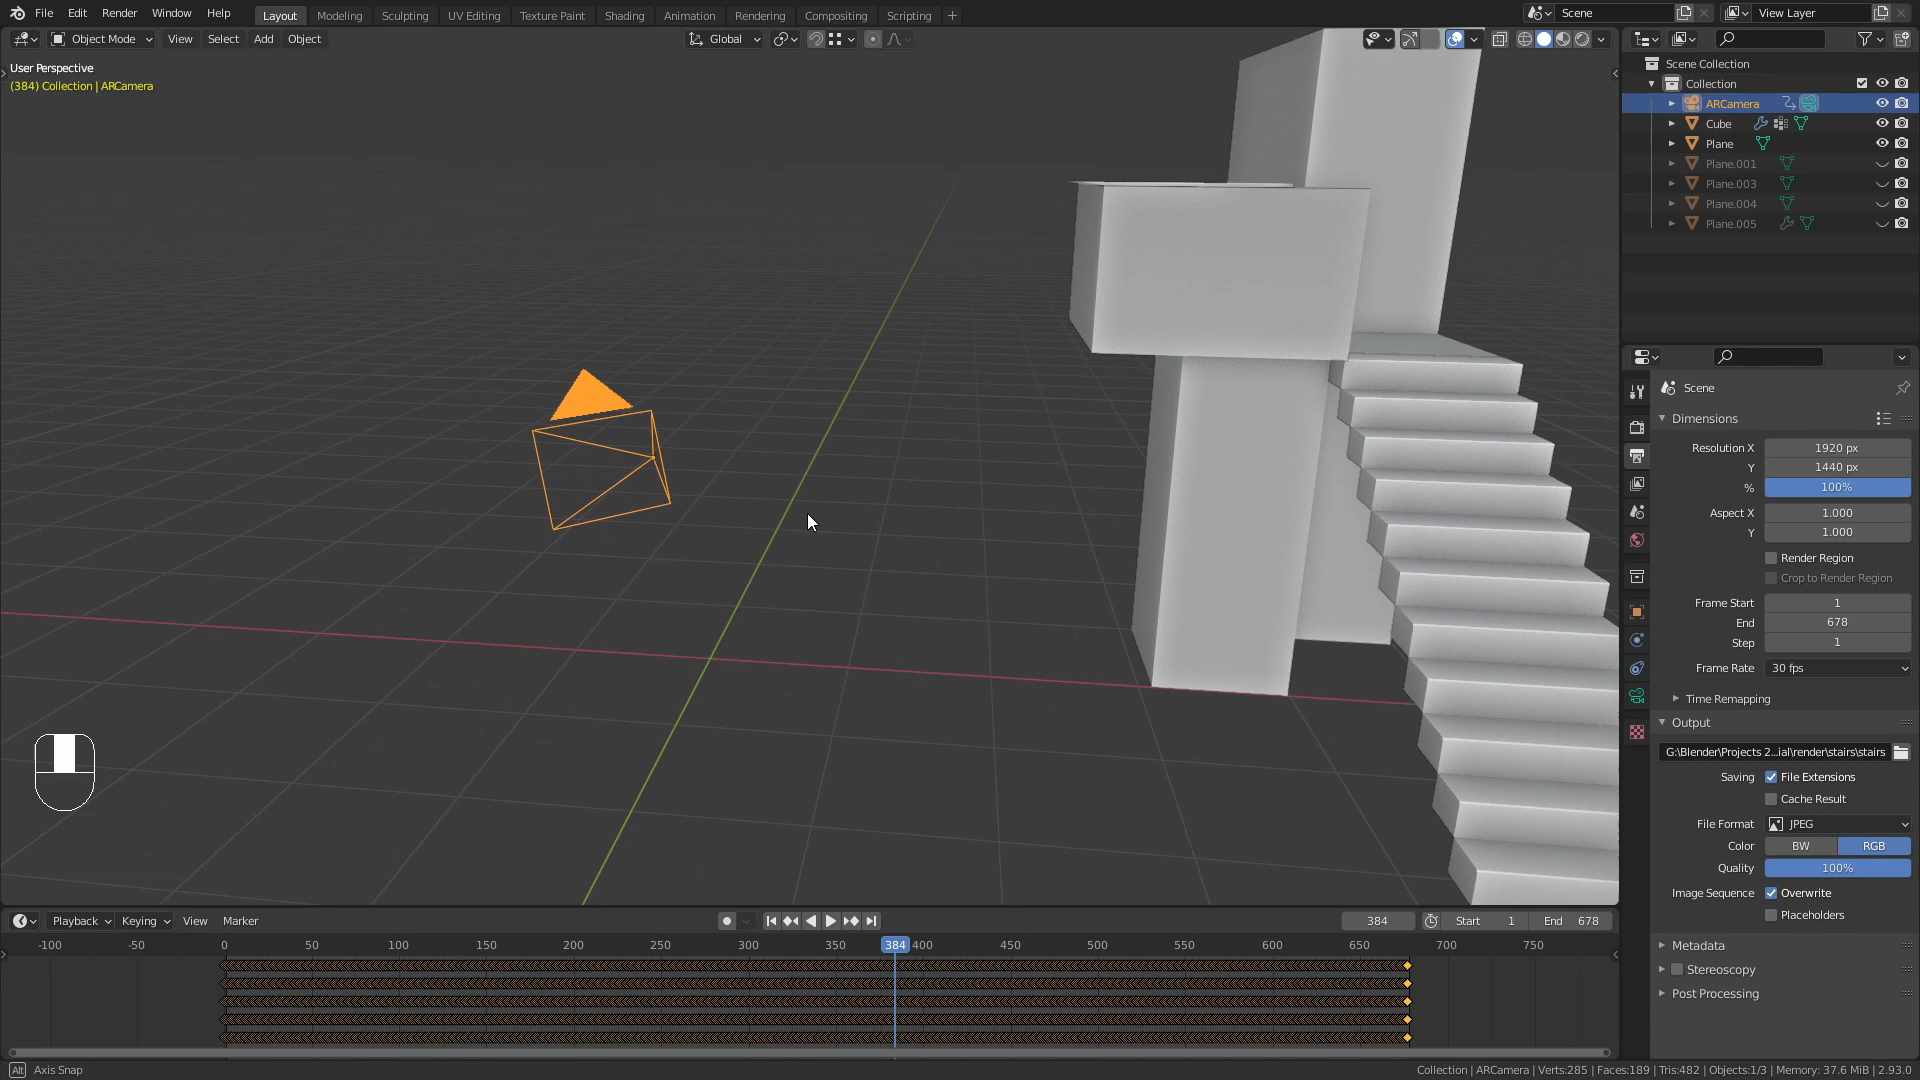 File Edit Render Window Help Layout Modeling Sculpting UV Editing Texture Paint Shading Animation Rendering Compositing Scripting + Scene View Layer
Object Mode View Select Add Object Global
User Perspective
(384) Collection | ARCamera
Scene Collection
Collection
ARCamera
Cube
Plane
Plane.001
Plane.003
Plane.004
Plane.005
Scene
Dimensions
Resolution X 1920 px
Y 1440 px
% 100%
Aspect X 1.000
Y 1.000
Render Region
Crop to Render Region
Frame Start 1
End 678
Step 1
Frame Rate 30 fps
Time Remapping
Output
G:\Blender\Projects 2...ial\render\stairs\stairs
Saving File Extensions
Cache Result
File Format JPEG
Color BW RGB
Quality 100%
Image Sequence Overwrite
Placeholders
Metadata
Stereoscopy
Post Processing
Playback Keying View Marker 384 Start 1 End 678
-100 -50 0 50 100 150 200 250 300 350 384 400 450 500 550 600 650 700 750
Alt Axis Snap Collection | ARCamera | Verts:285 | Faces:189 | Tris:482 | Objects:1/3 | Memory: 37.6 MiB | 2.93.0